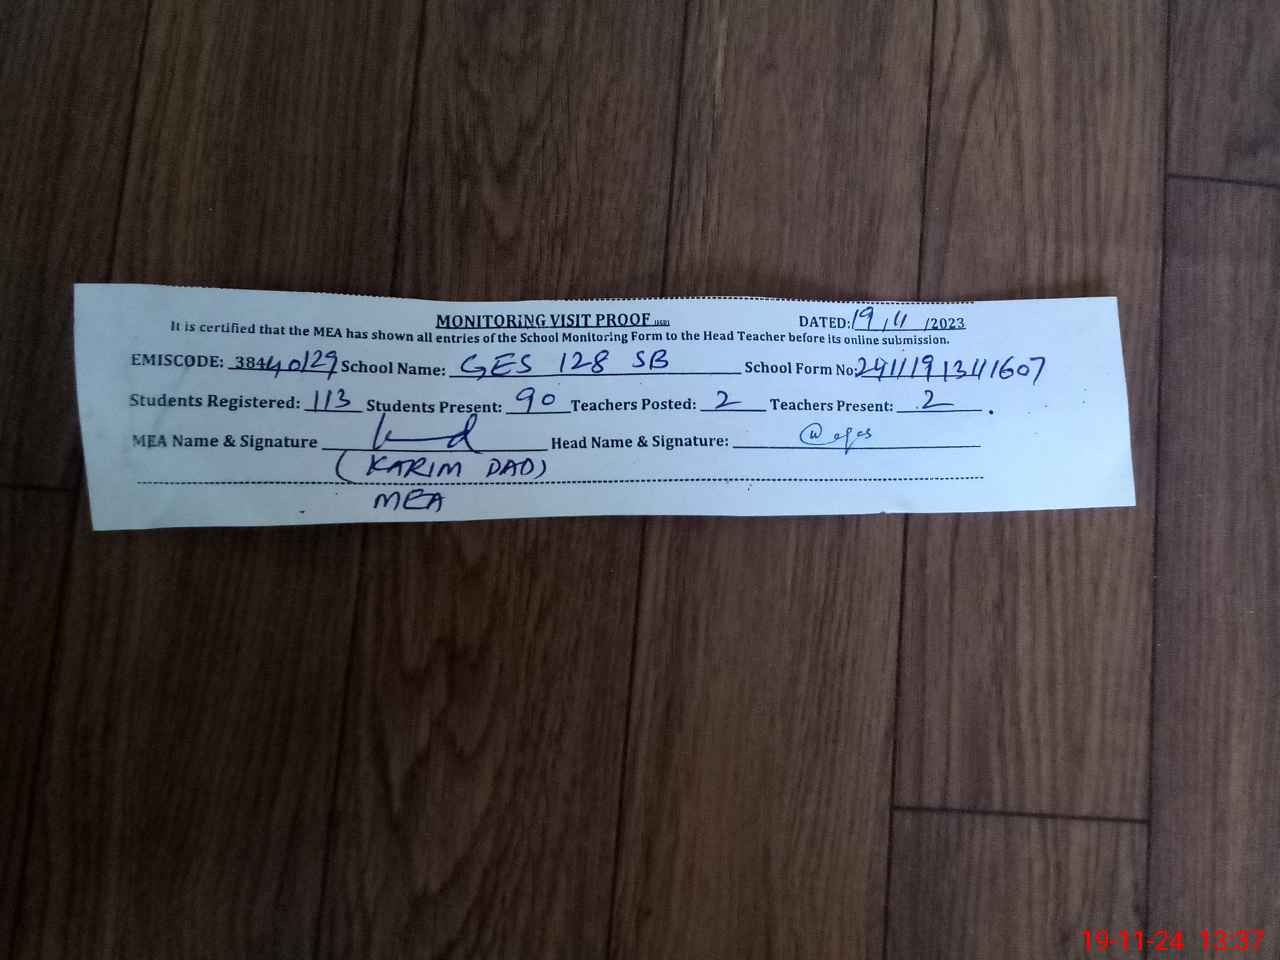 MONITORING VISIT PROOF DATED: 19/11/2023
It is certified that the MEA has shown all entries of the School Monitoring Form to the Head Teacher before its online submission.
EMISCODE: 38440129 School Name: GES 128 SB School Form No: 2411191341607
Students Registered: 113 Students Present: 90 Teachers Posted: 2 Teachers Present: 2.
MEA Name & Signature Head Name & Signature:
(KARIM DAD)
MEA
19-11-24 13:37